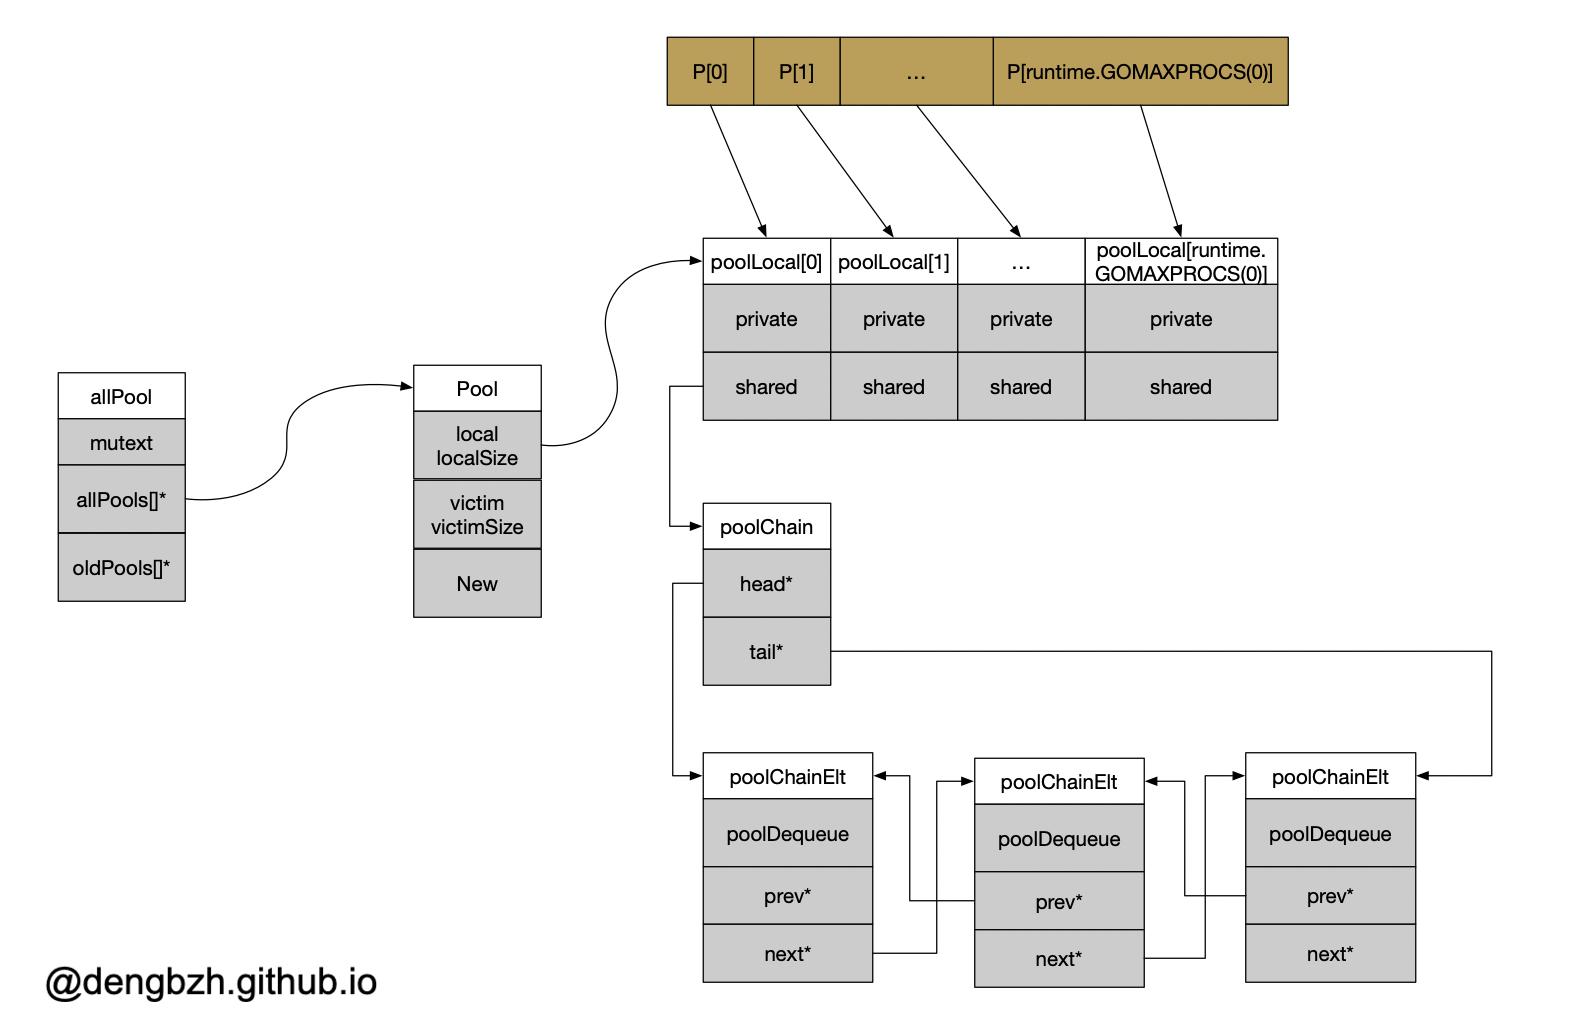 P[0]
P[1]
...
P[runtime.GOMAXPROCS(0)]
poolLocal[0]
poolLocal[1]
...
poolLocal[runtime.
GOMAXPROCS(0)]
private
private
private
private
shared
shared
shared
shared
allPool
mutext
allPools[]*
oldPools[]*
Pool
local
localSize
victim
victimSize
New
poolChain
head*
tail*
poolChainElt
poolDequeue
prev*
next*
poolChainElt
poolDequeue
prev*
next*
poolChainElt
poolDequeue
prev*
next*
@dengbzh.github.io